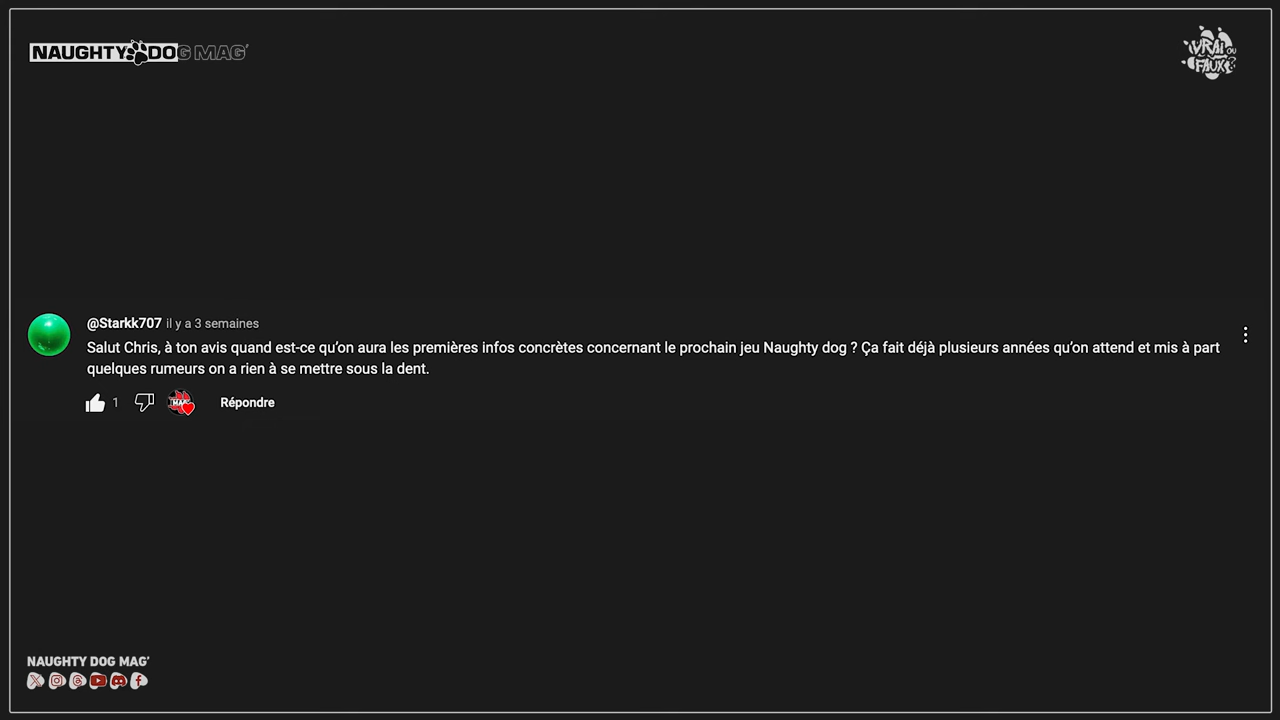 NAUGHTY DOG MAG'
VRAI OU
FAUX?
@Starkk707 il y a 3 semaines
Salut Chris, à ton avis quand est-ce qu'on aura les premières infos concrètes concernant le prochain jeu Naughty dog ? Ça fait déjà plusieurs années qu'on attend et mis à part
quelques rumeurs on a rien à se mettre sous la dent.
1
MAG'
Répondre
NAUGHTY DOG MAG'